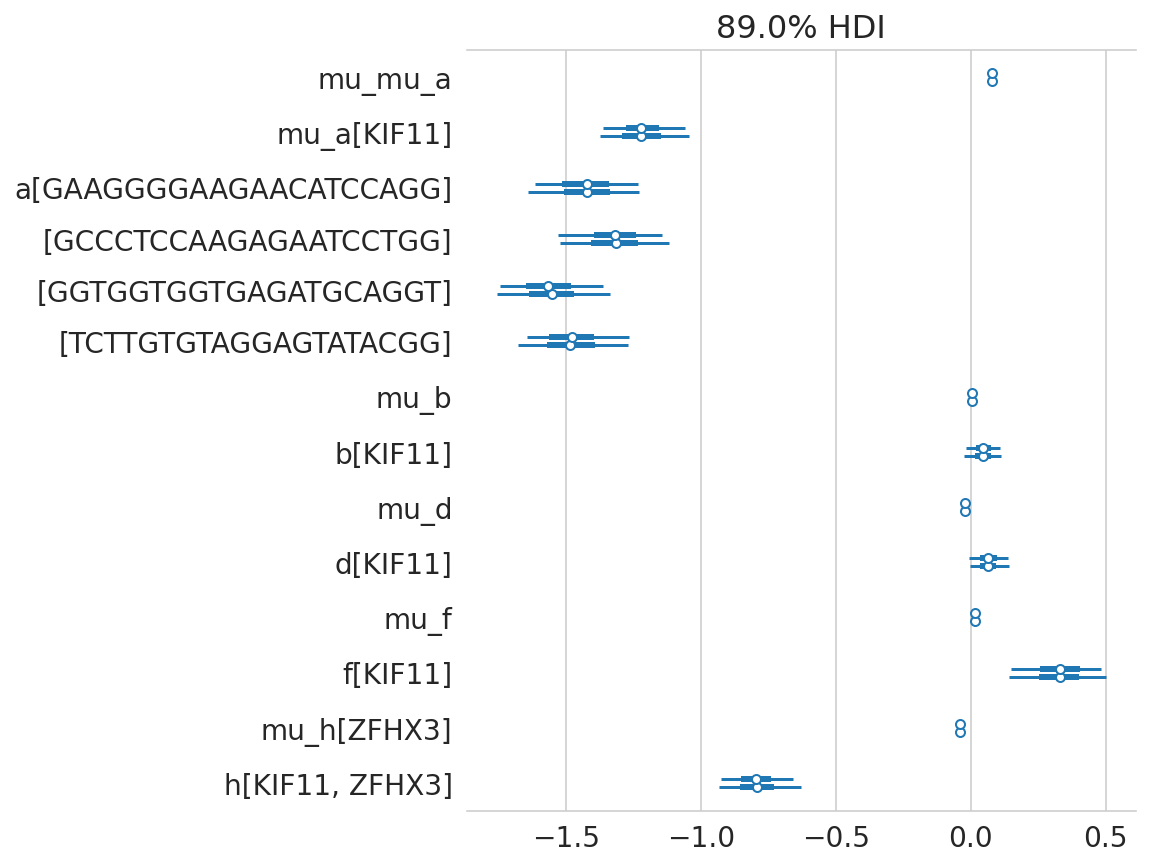 89.0% HDI
mu_mu_a
mu_a[KIF11]
a[GAAGGGGAAGAACATCCAGG]
[GCCCTCCAAGAGAATCCTGG]
[GGTGGTGGTGAGATGCAGGT]
[TCTTGTGTAGGAGTATACGG]
mu_b
b[KIF11]
mu_d
d[KIF11]
mu_f
f[KIF11]
mu_h[ZFHX3]
h[KIF11, ZFHX3]
−1.5 −1.0 −0.5 0.0 0.5